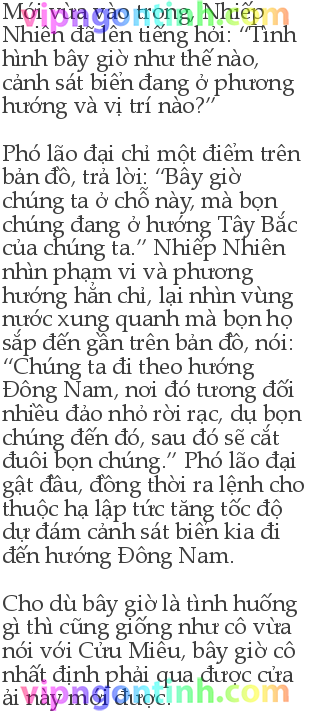 Mới vừa vào trong, Nhiếp
Nhiên đã lên tiếng hỏi: “Tình
hình bây giờ như thế nào,
cảnh sát biển đang ở phương
hướng và vị trí nào?”
Phó lão đại chỉ một điểm trên
bản đồ, trả lời: “Bây giờ
chúng ta ở chỗ này, mà bọn
chúng đang ở hướng Tây Bắc
của chúng ta.” Nhiếp Nhiên
nhìn phạm vi và phương
hướng hắn chỉ, lại nhìn vùng
nước xung quanh mà bọn họ
sắp đến gần trên bản đồ, nói:
“Chúng ta đi theo hướng
Đông Nam, nơi đó tương đối
nhiều đảo nhỏ rời rạc, dụ bọn
chúng đến đó, sau đó sẽ cắt
đuôi bọn chúng.” Phó lão đại
gật đầu, đồng thời ra lệnh cho
thuộc hạ lập tức tăng tốc độ
dự đám cảnh sát biển kia đi
đến hướng Đông Nam.
Cho dù bây giờ là tình huống
gì thì cũng giống như cô vừa
nói với Cửu Miêu, bây giờ cô
nhất định phải qua được cửa
ải này mới được.
vipngontinh.com
vipngontinh.com